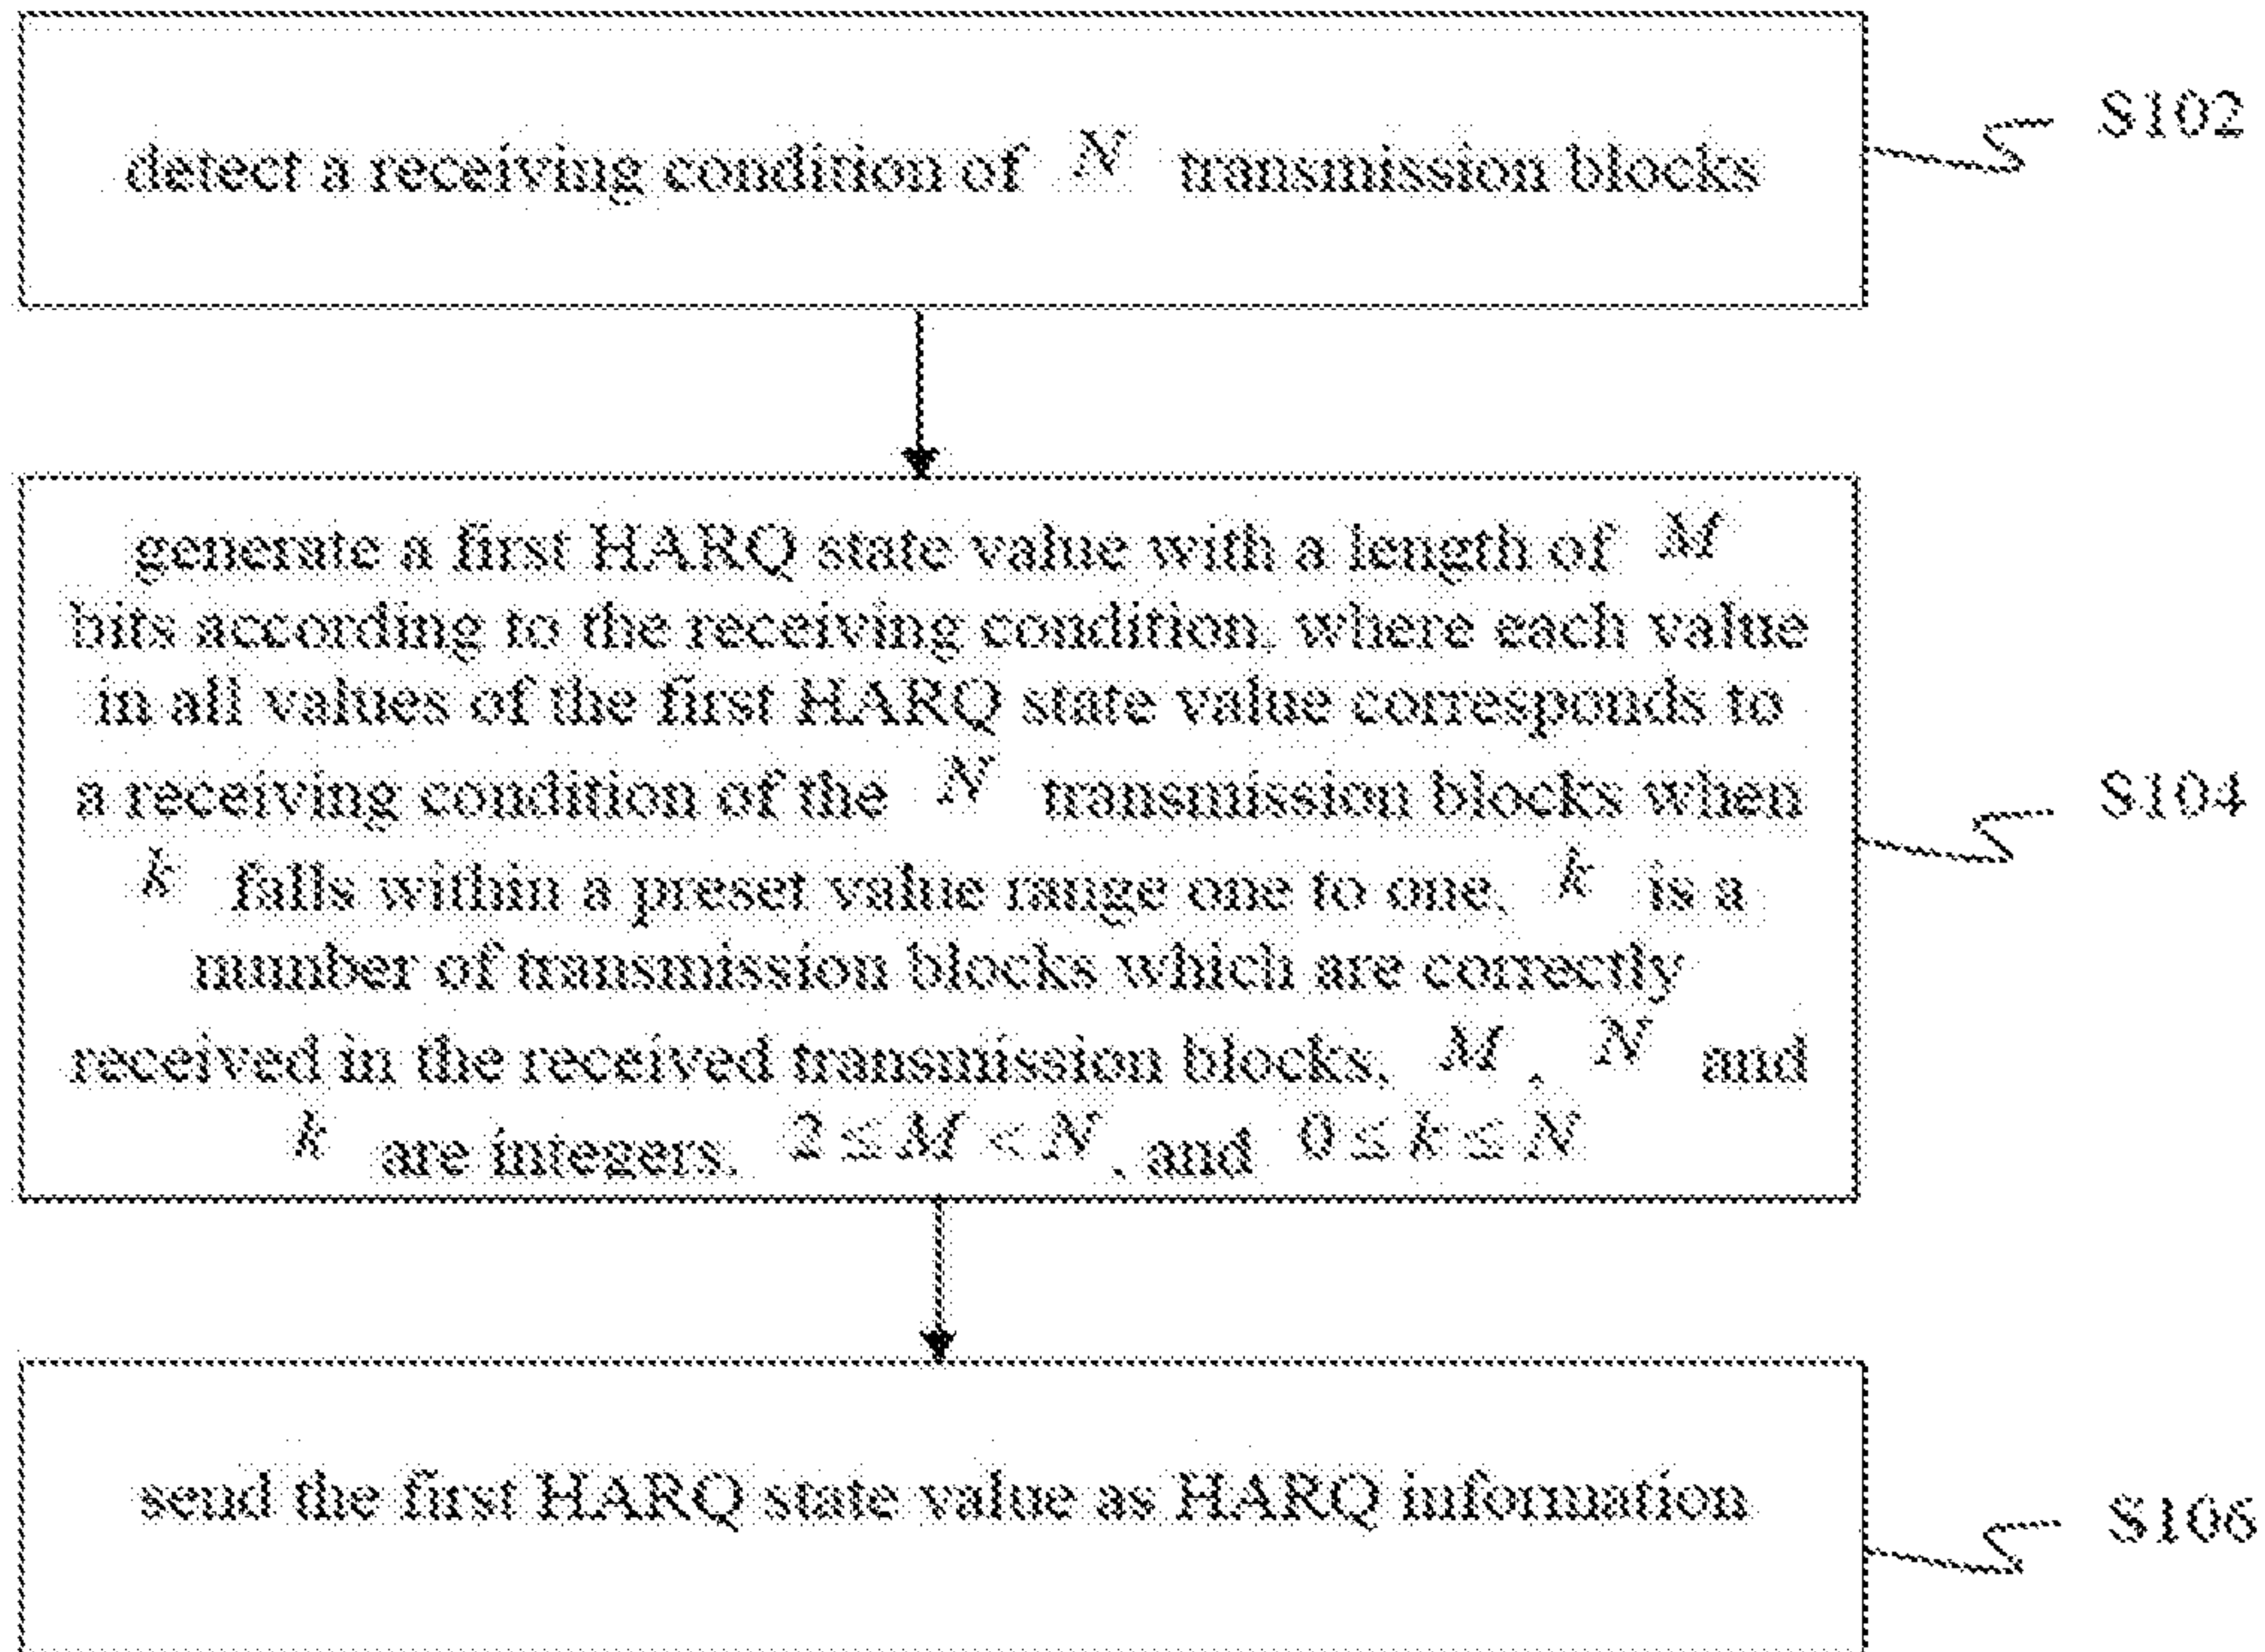 detect a receiving condition of N transmission blocks
S102
generate a first HARQ state value with a length of M
bits according to the receiving condition, where each value
in all values of the first HARQ state value corresponds to
a receiving condition of the N transmission blocks when
k falls within a preset value range one to one, k is a
number of transmission blocks which are correctly
received in the received transmission blocks, M, N and
k are integers, 2 ≤ M < N, and 0 ≤ k ≤ N
S104
send the first HARQ state value as HARQ information
S106